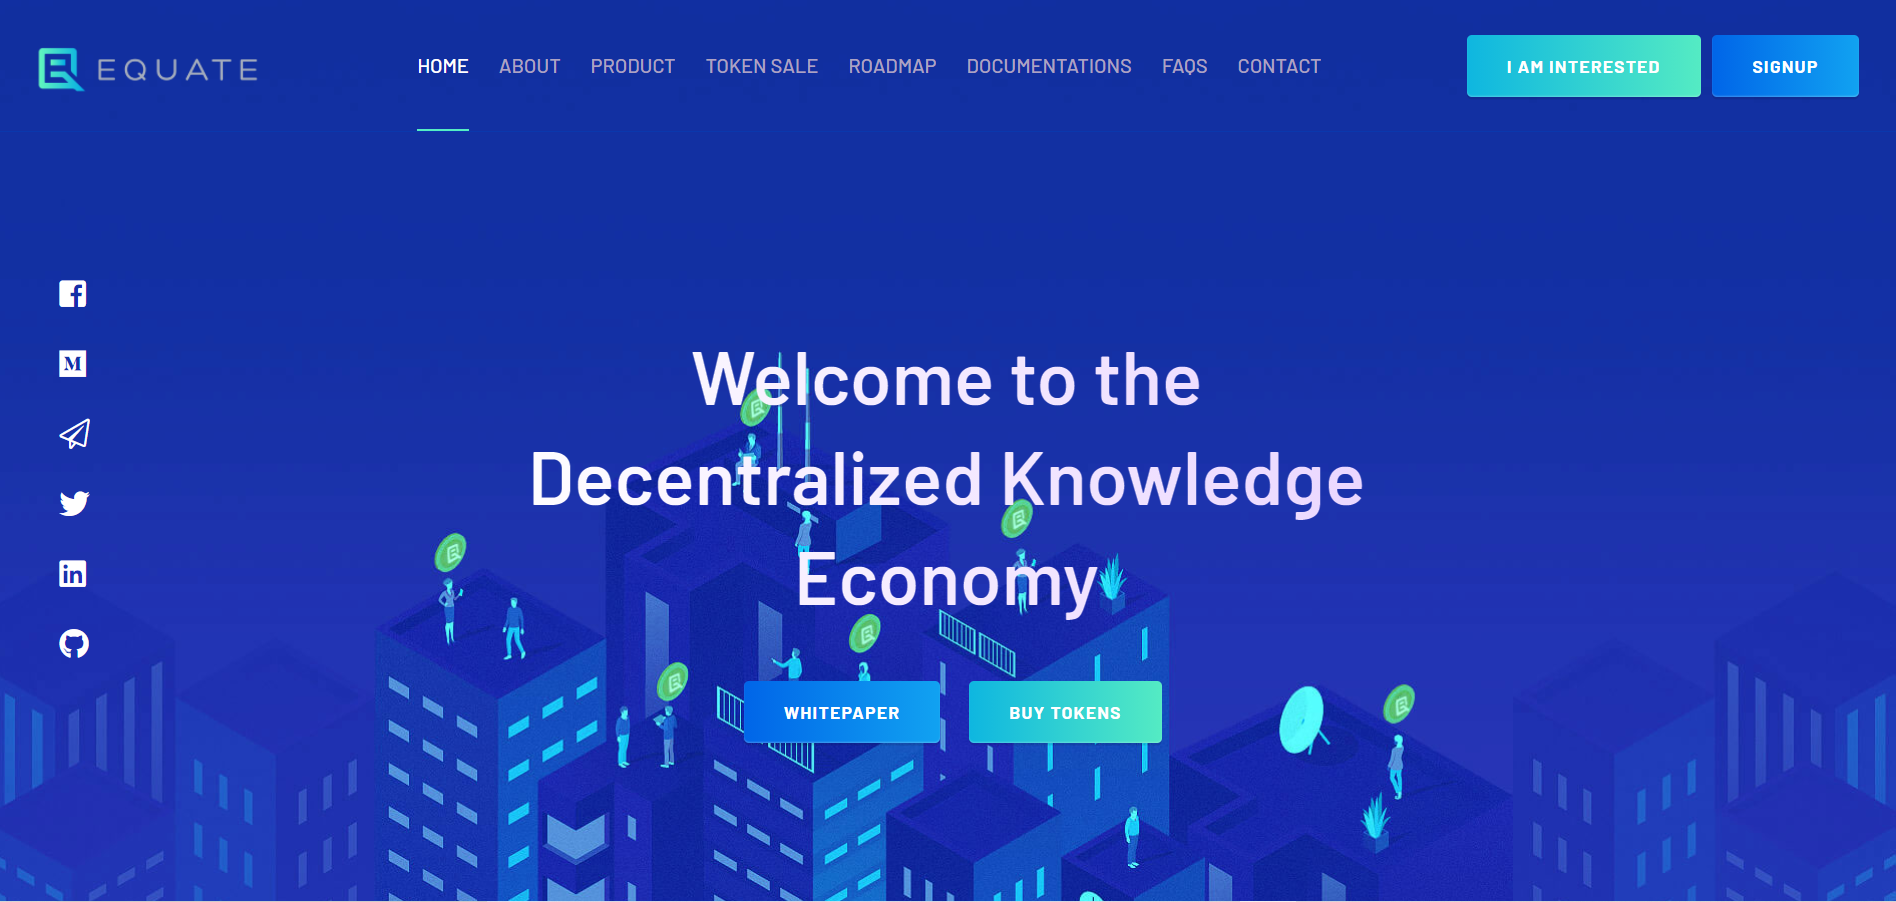 EQUATE
HOME ABOUT PRODUCT TOKEN SALE ROADMAP DOCUMENTATIONS FAQS CONTACT
I AM INTERESTED
SIGNUP
Welcome to the
Decentralized Knowledge
Economy
WHITEPAPER
BUY TOKENS